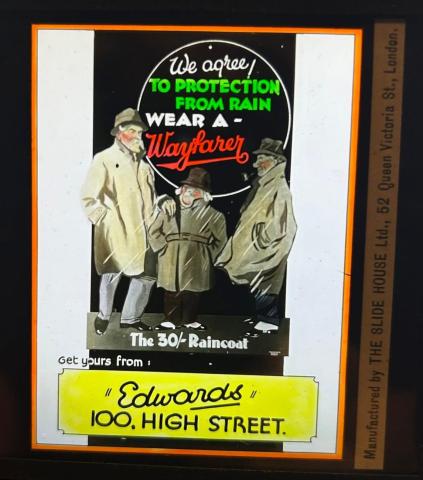 We agree!
TO PROTECTION
FROM RAIN
WEAR A -
Wayfarer
The 30/- Raincoat
Get yours from :
"Edwards"
100, HIGH STREET.
Manufactured by THE SLIDE HOUSE Ltd., 52 Queen Victoria St., London.